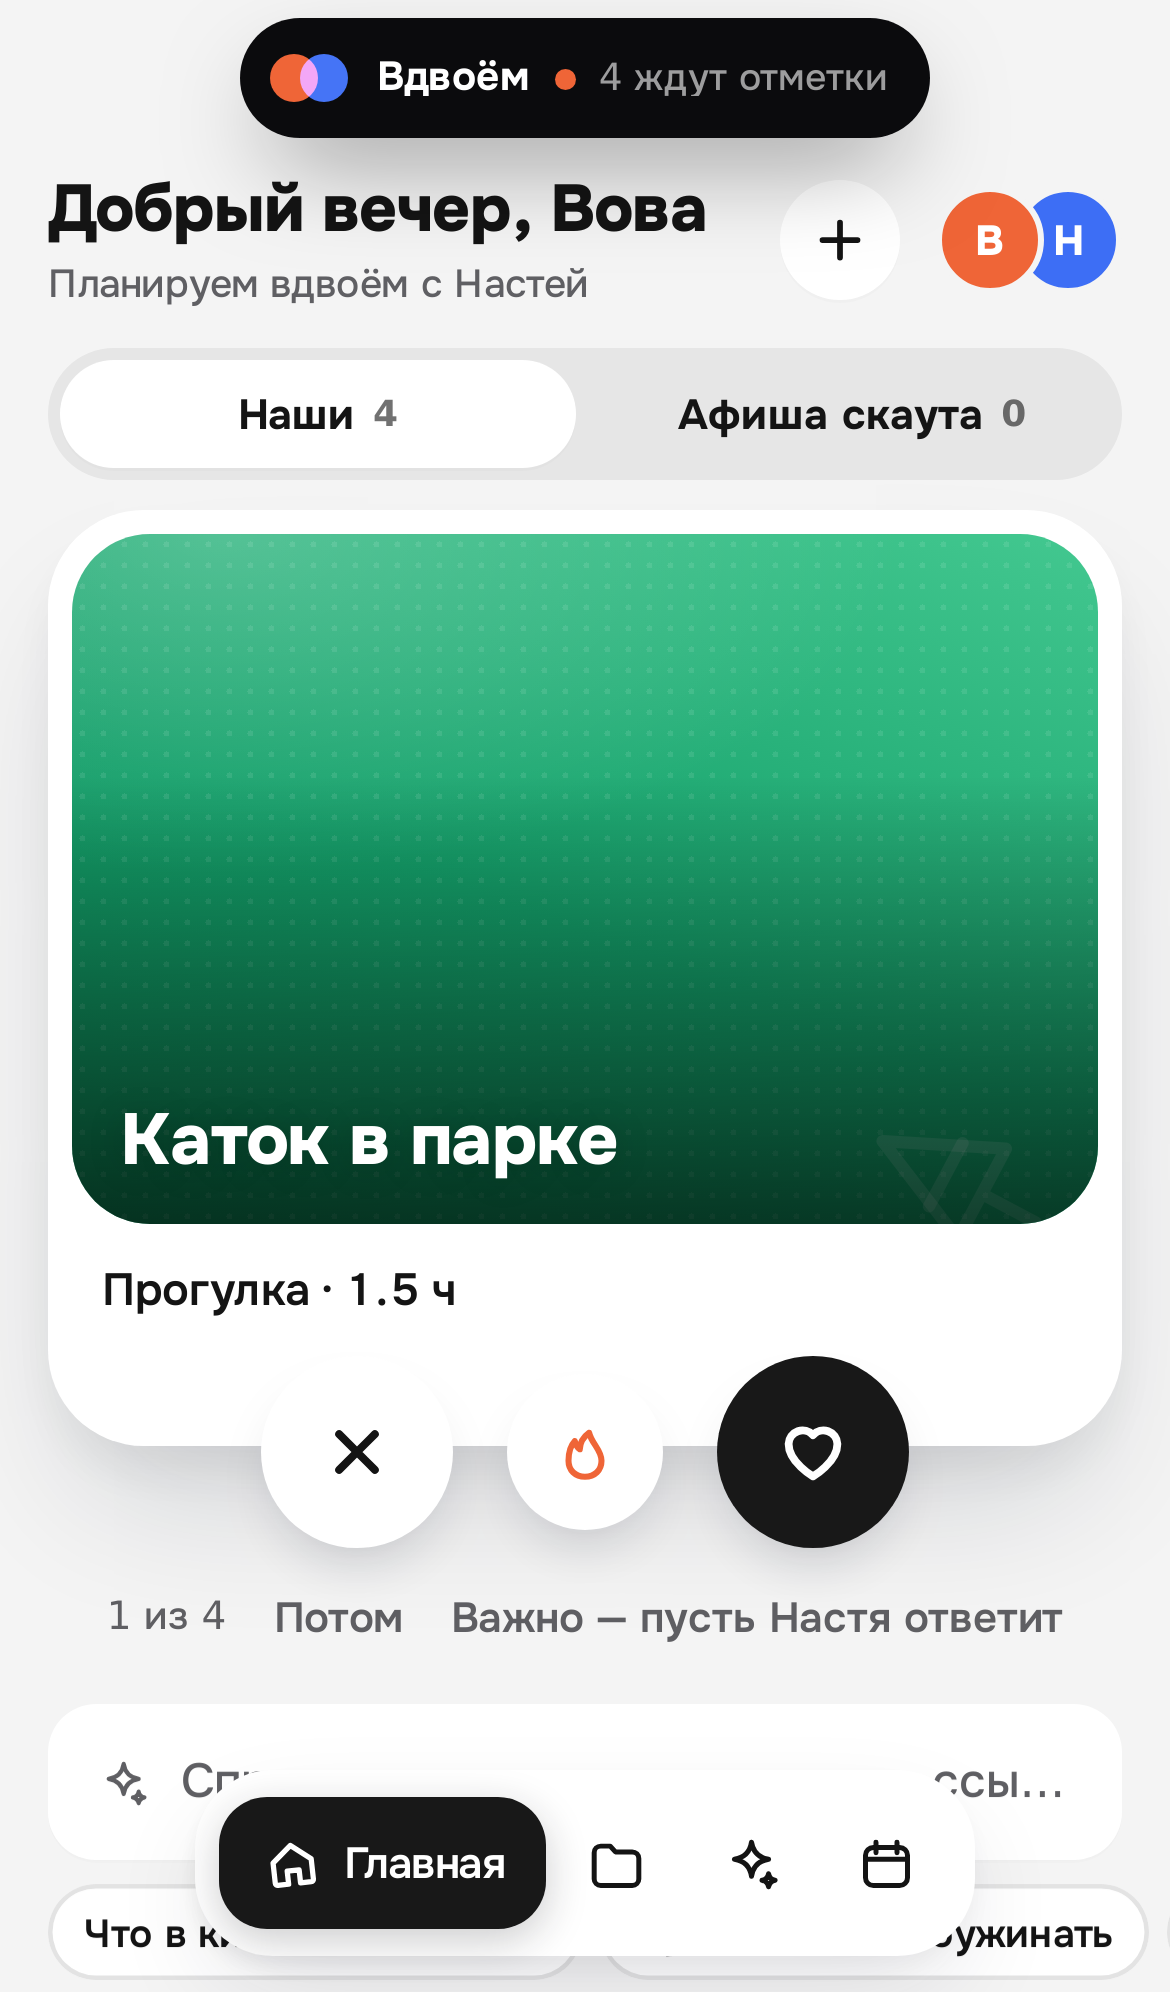 Вдвоём 4 ждут отметки
Добрый вечер, Вова
Планируем вдвоём с Настей
В Н
Наши 4
Афиша скаута 0
Каток в парке
Прогулка · 1.5 ч
1 из 4 Потом Важно — пусть Настя ответит
Главная
Что в